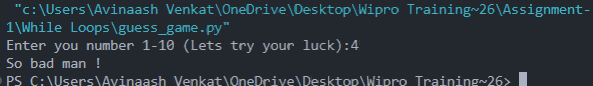 "c:\Users\Avinaash Venkat\OneDrive\Desktop\Wipro Training~26\Assignment-
1\While Loops\guess_game.py"
Enter you number 1-10 (Lets try your luck):4
So bad man !
PS C:\Users\Avinaash Venkat\OneDrive\Desktop\Wipro Training~26>